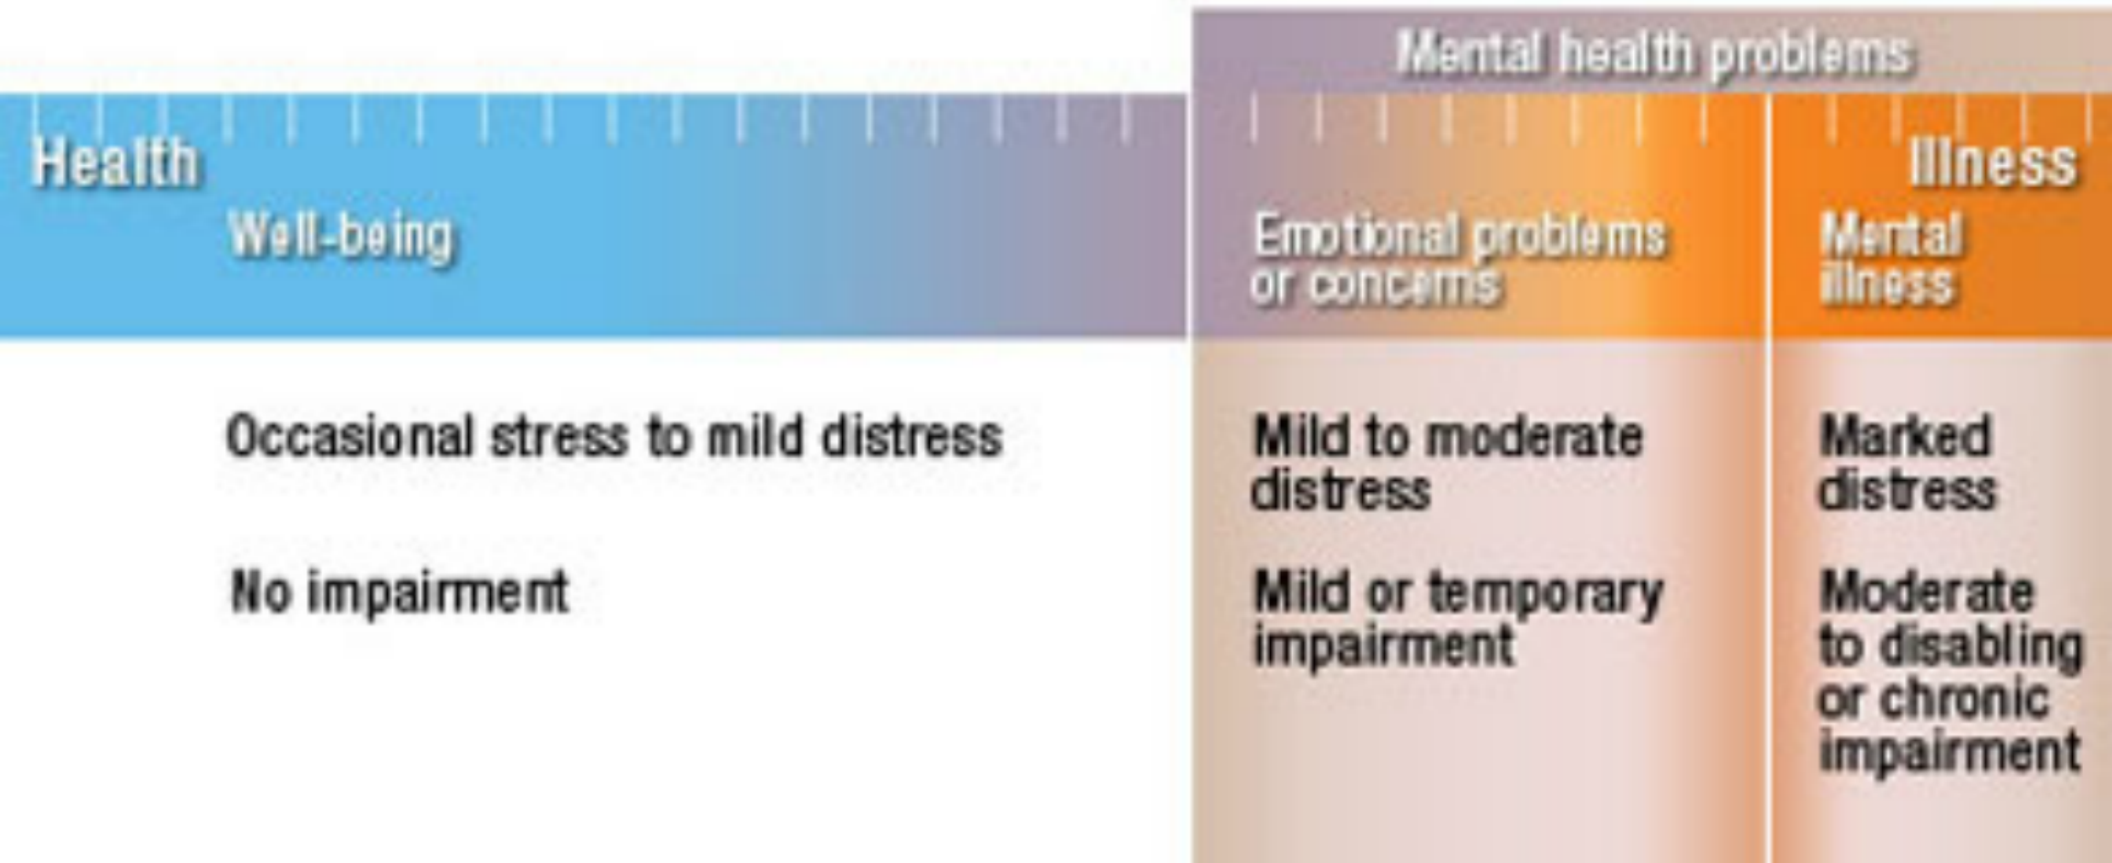 Mental health problems
Health
Illness
Well-being
Emotional problems
or concerns
Mental
illness
Occasional stress to mild distress
Mild to moderate
distress
Marked
distress
No impairment
Mild or temporary
impairment
Moderate
to disabling
or chronic
impairment